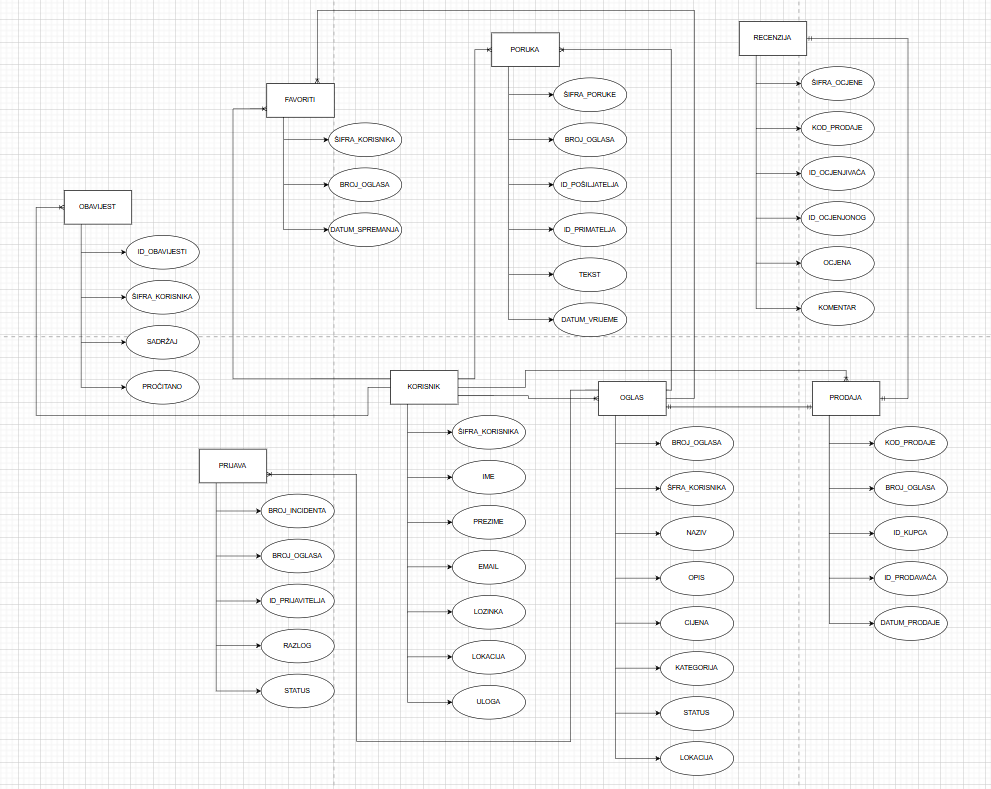 RECENZIJA
ŠIFRA_OCJENE
KOD_PRODAJE
ID_OCJENJIVAČA
ID_OCJENJONOG
OCJENA
KOMENTAR
PORUKA
ŠIFRA_PORUKE
BROJ_OGLASA
ID_POŠILJATELJA
ID_PRIMATELJA
TEKST
DATUM_VRIJEME
FAVORITI
ŠIFRA_KORISNIKA
BROJ_OGLASA
DATUM_SPREMANJA
OBAVIJEST
ID_OBAVIJESTI
ŠIFRA_KORISNIKA
SADRŽAJ
PROČITANO
KORISNIK
ŠIFRA_KORISNIKA
IME
PREZIME
EMAIL
LOZINKA
LOKACIJA
ULOGA
OGLAS
BROJ_OGLASA
ŠFRA_KORISNIKA
NAZIV
OPIS
CIJENA
KATEGORIJA
STATUS
LOKACIJA
PRODAJA
KOD_PRODAJE
BROJ_OGLASA
ID_KUPCA
ID_PRODAVAČA
DATUM_PRODAJE
PRIJAVA
BROJ_INCIDENTA
BROJ_OGLASA
ID_PRIJAVITELJA
RAZLOG
STATUS